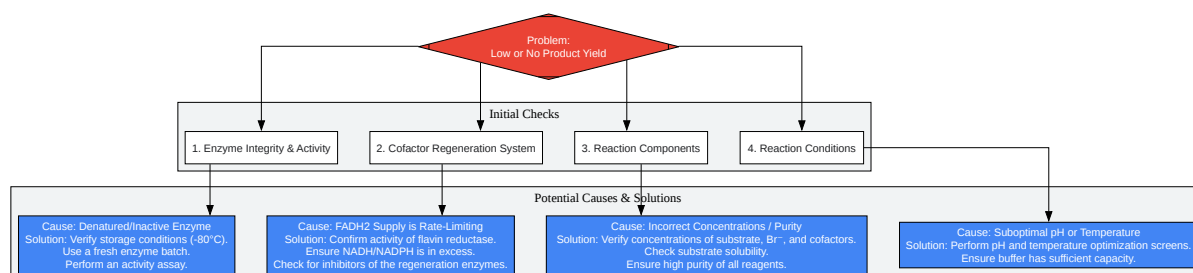 Problem:
Low or No Product Yield
Initial Checks
1. Enzyme Integrity & Activity
2. Cofactor Regeneration System
3. Reaction Components
4. Reaction Conditions
Potential Causes & Solutions
Cause: Denatured/Inactive Enzyme
Solution: Verify storage conditions (-80°C).
Use a fresh enzyme batch.
Perform an activity assay.
Cause: FADH2 Supply is Rate-Limiting
Solution: Confirm activity of flavin reductase.
Ensure NADH/NADPH is in excess.
Check for inhibitors of the regeneration enzymes.
Cause: Incorrect Concentrations / Purity
Solution: Verify concentrations of substrate, Br⁻, and cofactors.
Check substrate solubility.
Ensure high purity of all reagents.
Cause: Suboptimal pH or Temperature
Solution: Perform pH and temperature optimization screens.
Ensure buffer has sufficient capacity.